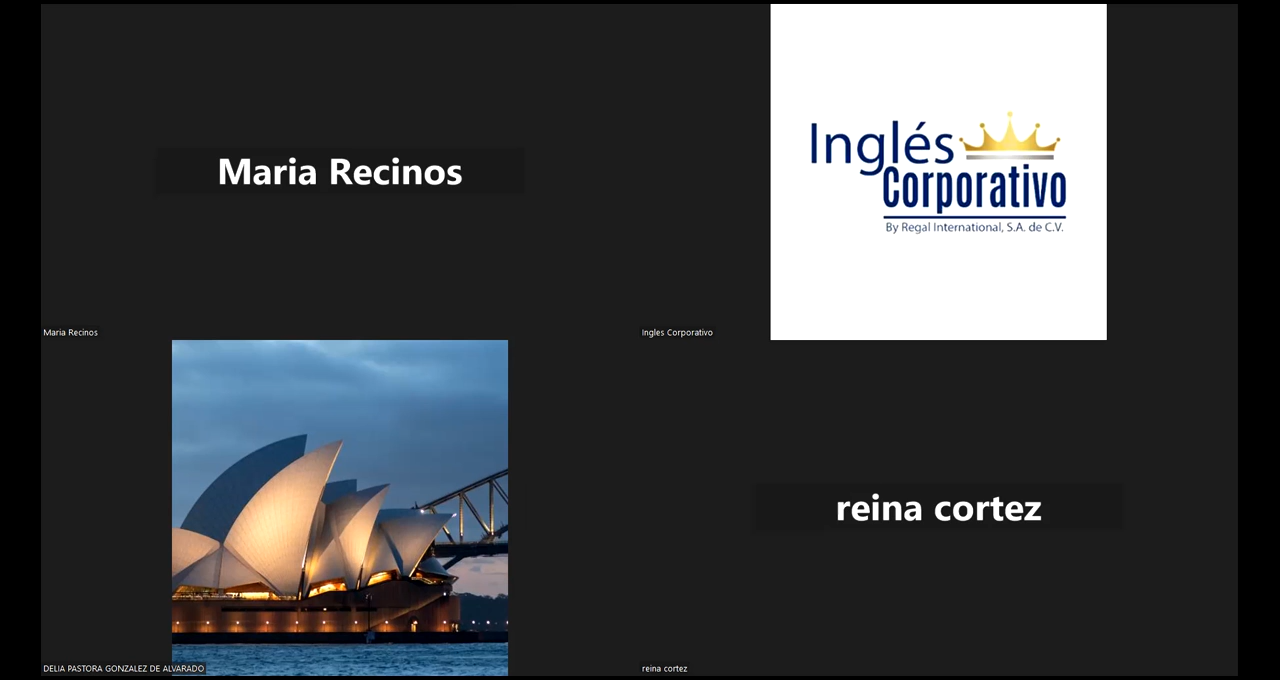 Maria Recinos
Maria Recinos
Inglés
Corporativo
By Regal International, S.A. de C.V.
Ingles Corporativo
DELIA PASTORA GONZALEZ DE ALVARADO
reina cortez
reina cortez